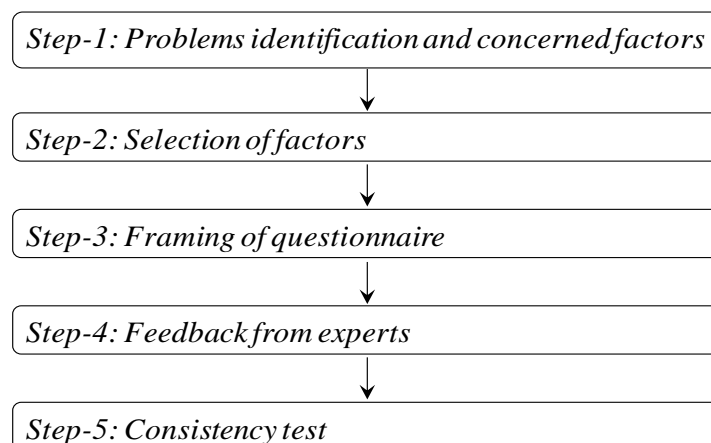 Step-1: Problems identification and concerned factors
Step-2: Selection of factors
Step-3: Framing of questionnaire
Step-4: Feedback from experts
Step-5: Consistency test